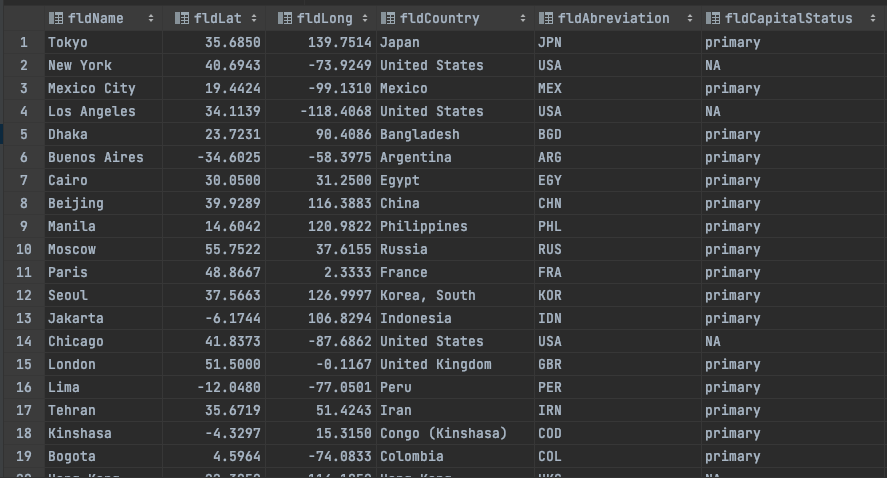 fldName fldLat fldLong fldCountry fldAbreviation fldCapitalStatus
1 Tokyo 35.6850 139.7514 Japan JPN primary
2 New York 40.6943 -73.9249 United States USA NA
3 Mexico City 19.4424 -99.1310 Mexico MEX primary
4 Los Angeles 34.1139 -118.4068 United States USA NA
5 Dhaka 23.7231 90.4086 Bangladesh BGD primary
6 Buenos Aires -34.6025 -58.3975 Argentina ARG primary
7 Cairo 30.0500 31.2500 Egypt EGY primary
8 Beijing 39.9289 116.3883 China CHN primary
9 Manila 14.6042 120.9822 Philippines PHL primary
10 Moscow 55.7522 37.6155 Russia RUS primary
11 Paris 48.8667 2.3333 France FRA primary
12 Seoul 37.5663 126.9997 Korea, South KOR primary
13 Jakarta -6.1744 106.8294 Indonesia IDN primary
14 Chicago 41.8373 -87.6862 United States USA NA
15 London 51.5000 -0.1167 United Kingdom GBR primary
16 Lima -12.0480 -77.0501 Peru PER primary
17 Tehran 35.6719 51.4243 Iran IRN primary
18 Kinshasa -4.3297 15.3150 Congo (Kinshasa) COD primary
19 Bogota 4.5964 -74.0833 Colombia COL primary